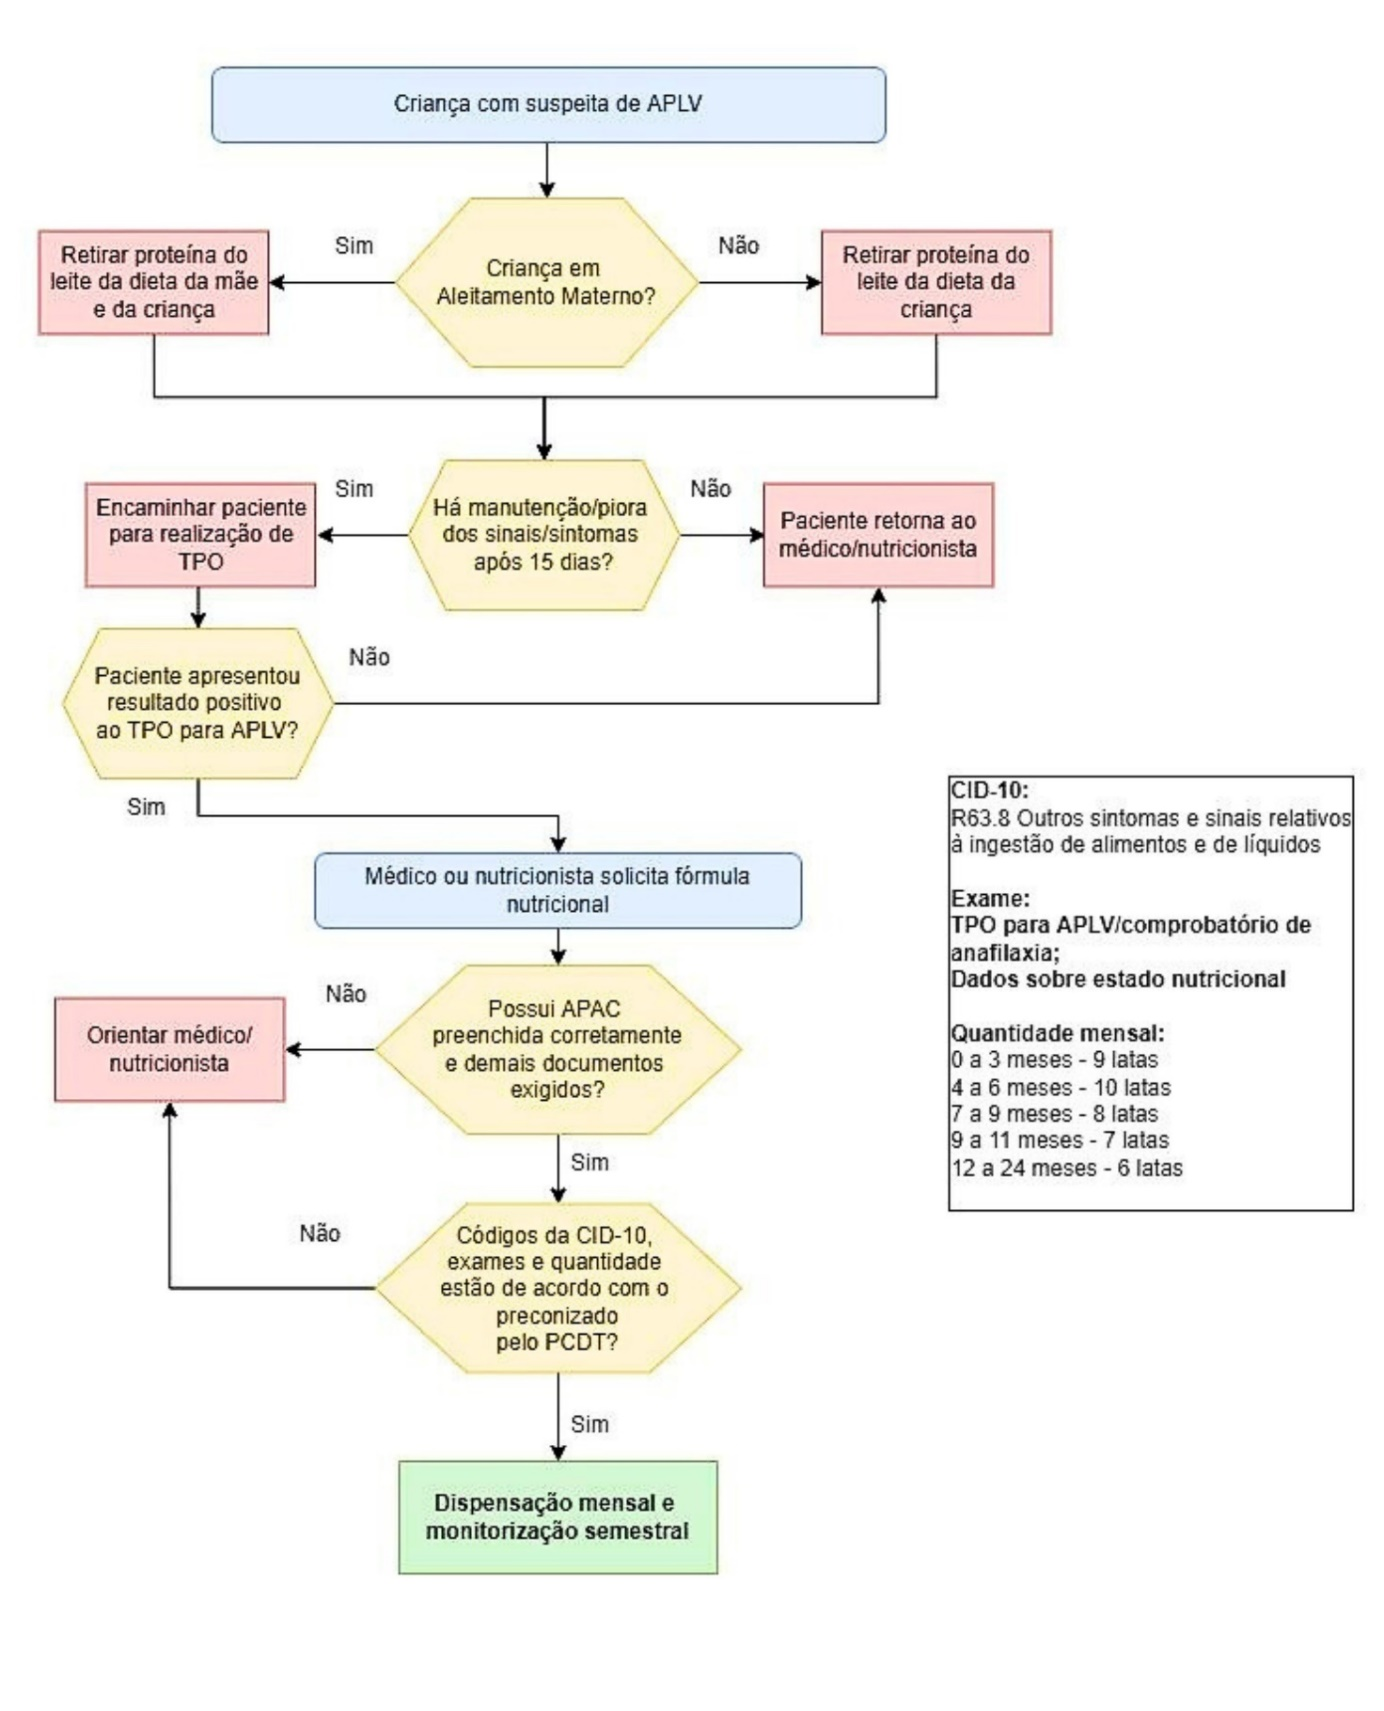 Criança com suspeita de APLV
Criança em
Aleitamento Materno?
Sim
Retirar proteína do
leite da dieta da mãe
e da criança
Não
Retirar proteína do
leite da dieta da
criança
Há manutenção/piora
dos sinais/sintomas
após 15 dias?
Sim
Encaminhar paciente
para realização de
TPO
Não
Paciente retorna ao
médico/nutricionista
Paciente apresentou
resultado positivo
ao TPO para APLV?
Não
Sim
Médico ou nutricionista solicita fórmula
nutricional
Possui APAC
preenchida corretamente
e demais documentos
exigidos?
Não
Orientar médico/
nutricionista
Sim
Códigos da CID-10,
exames e quantidade
estão de acordo com o
preconizado
pelo PCDT?
Não
Sim
Dispensação mensal e
monitorização semestral
CID-10:
R63.8 Outros sintomas e sinais relativos
à ingestão de alimentos e de líquidos
Exame:
TPO para APLV/comprobatório de
anafilaxia;
Dados sobre estado nutricional
Quantidade mensal:
0 a 3 meses - 9 latas
4 a 6 meses - 10 latas
7 a 9 meses - 8 latas
9 a 11 meses - 7 latas
12 a 24 meses - 6 latas